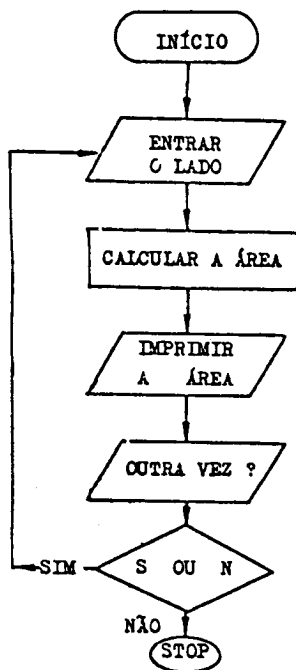 INÍCIO
ENTRAR
O LADO
CALCULAR A ÁREA
IMPRIMIR
A ÁREA
OUTRA VEZ ?
SIM
S OU N
NÃO
STOP